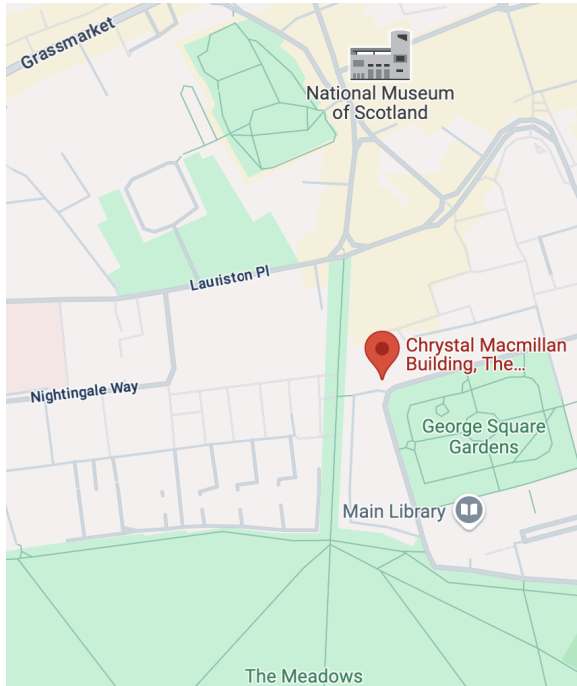 Grassmarket
National Museum
of Scotland
Lauriston Pl
Chrystal Macmillan
Building, The...
Nightingale Way
George Square
Gardens
Main Library
The Meadows